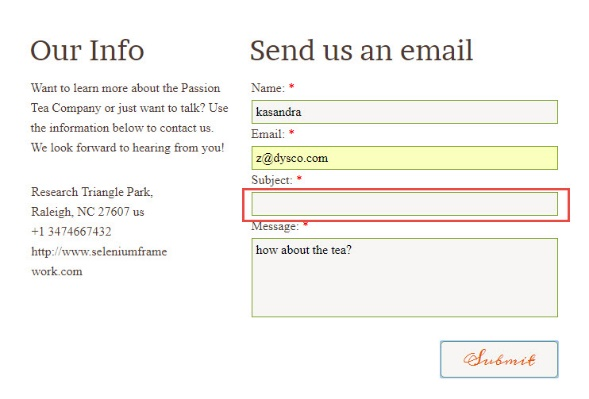 Our Info
Want to learn more about the Passion
Tea Company or just want to talk? Use
the information below to contact us.
We look forward to hearing from you!
Research Triangle Park,
Raleigh, NC 27607 us
+1 3474667432
http://www.seleniumframe
work.com
Send us an email
Name: *
kasandra
Email: *
z@dysco.com
Subject: *
Message: *
how about the tea?
Submit